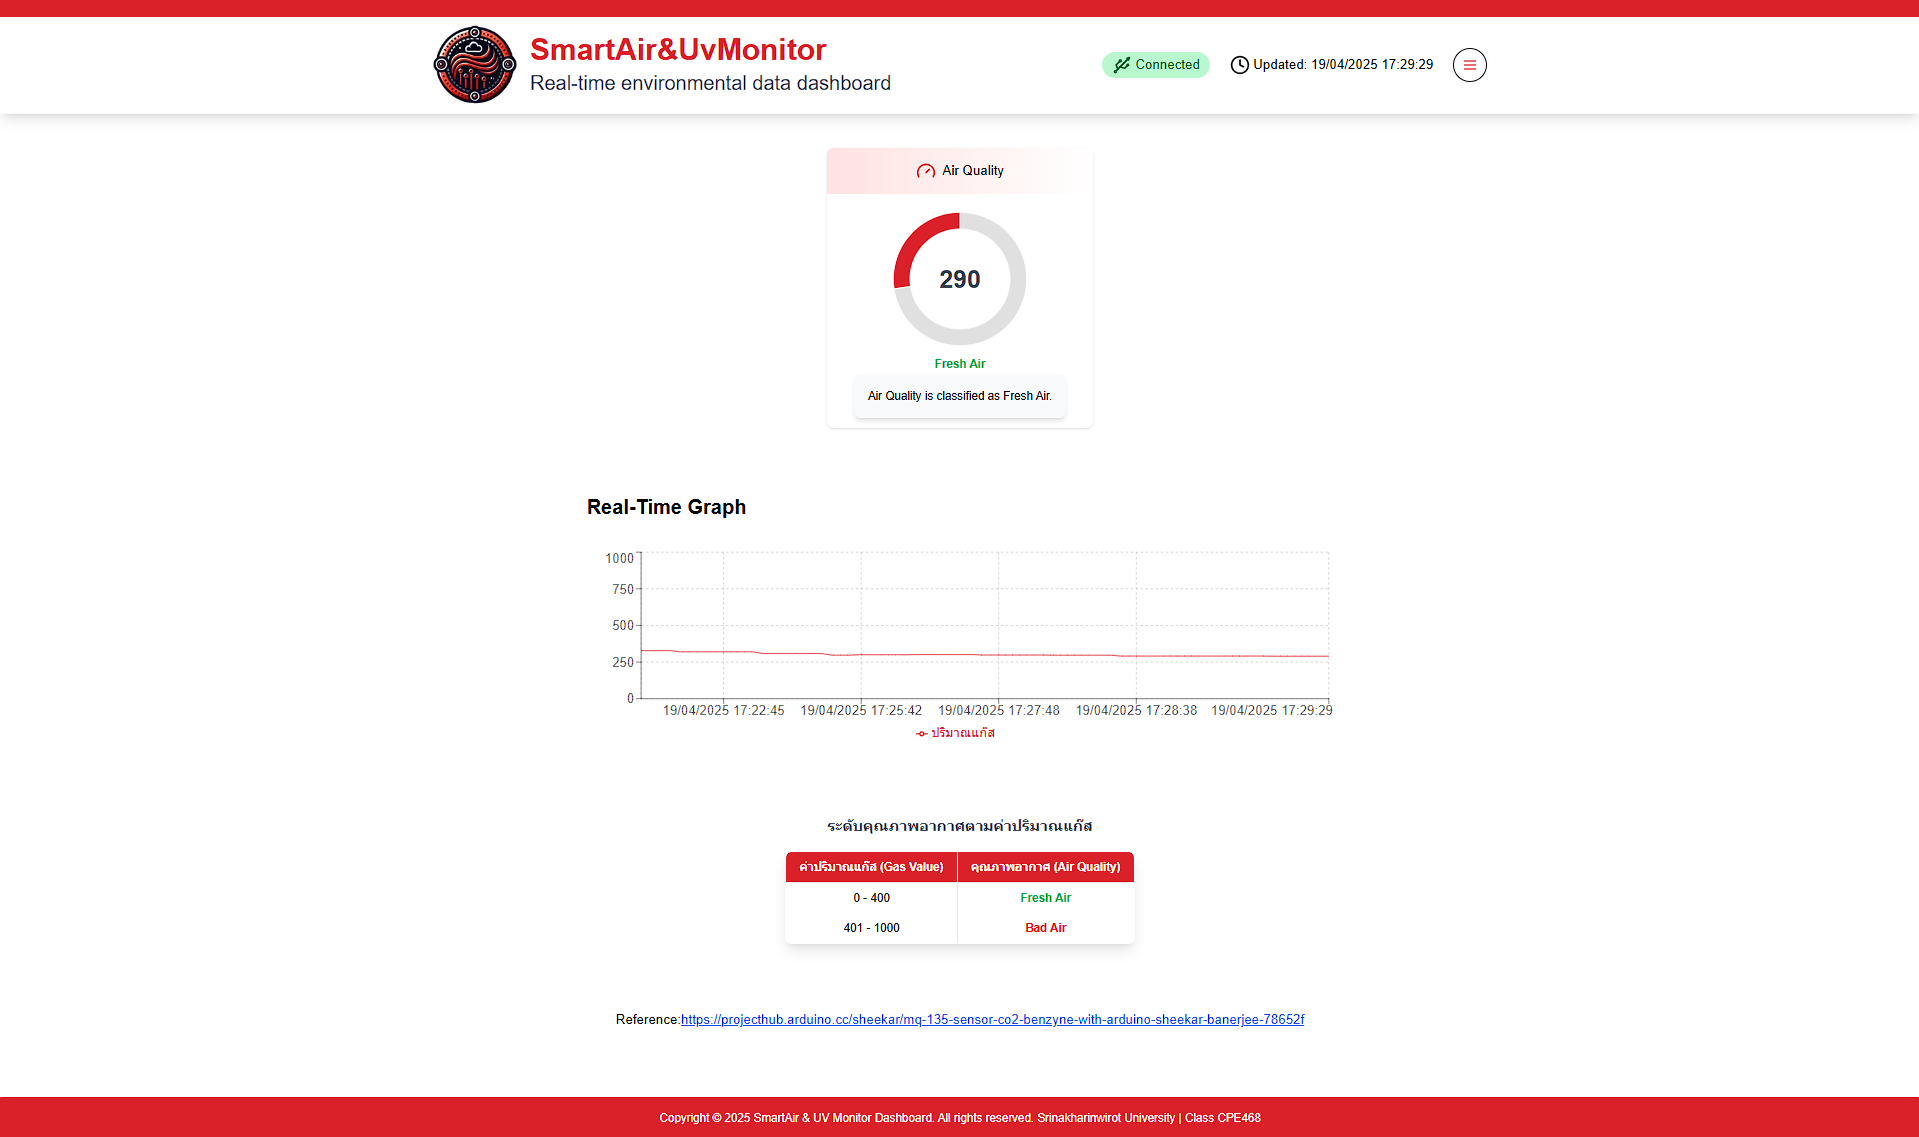 SmartAir&UvMonitor
Real-time environmental data dashboard
Connected
Updated: 19/04/2025 17:29:29
Air Quality
290
Fresh Air
Air Quality is classified as Fresh Air.
Real-Time Graph
1000
750
500
250
0
19/04/2025 17:22:45 19/04/2025 17:25:42 19/04/2025 17:27:48 19/04/2025 17:28:38 19/04/2025 17:29:29
ปริมาณแก๊ส
ระดับคุณภาพอากาศตามค่าปริมาณแก๊ส
ค่าปริมาณแก๊ส (Gas Value) คุณภาพอากาศ (Air Quality)
0 - 400 Fresh Air
401 - 1000 Bad Air
Reference:https://projecthub.arduino.cc/sheekar/mq-135-sensor-co2-benzyne-with-arduino-sheekar-banerjee-78652f
Copyright © 2025 SmartAir & UV Monitor Dashboard. All rights reserved. Srinakharinwirot University | Class CPE468